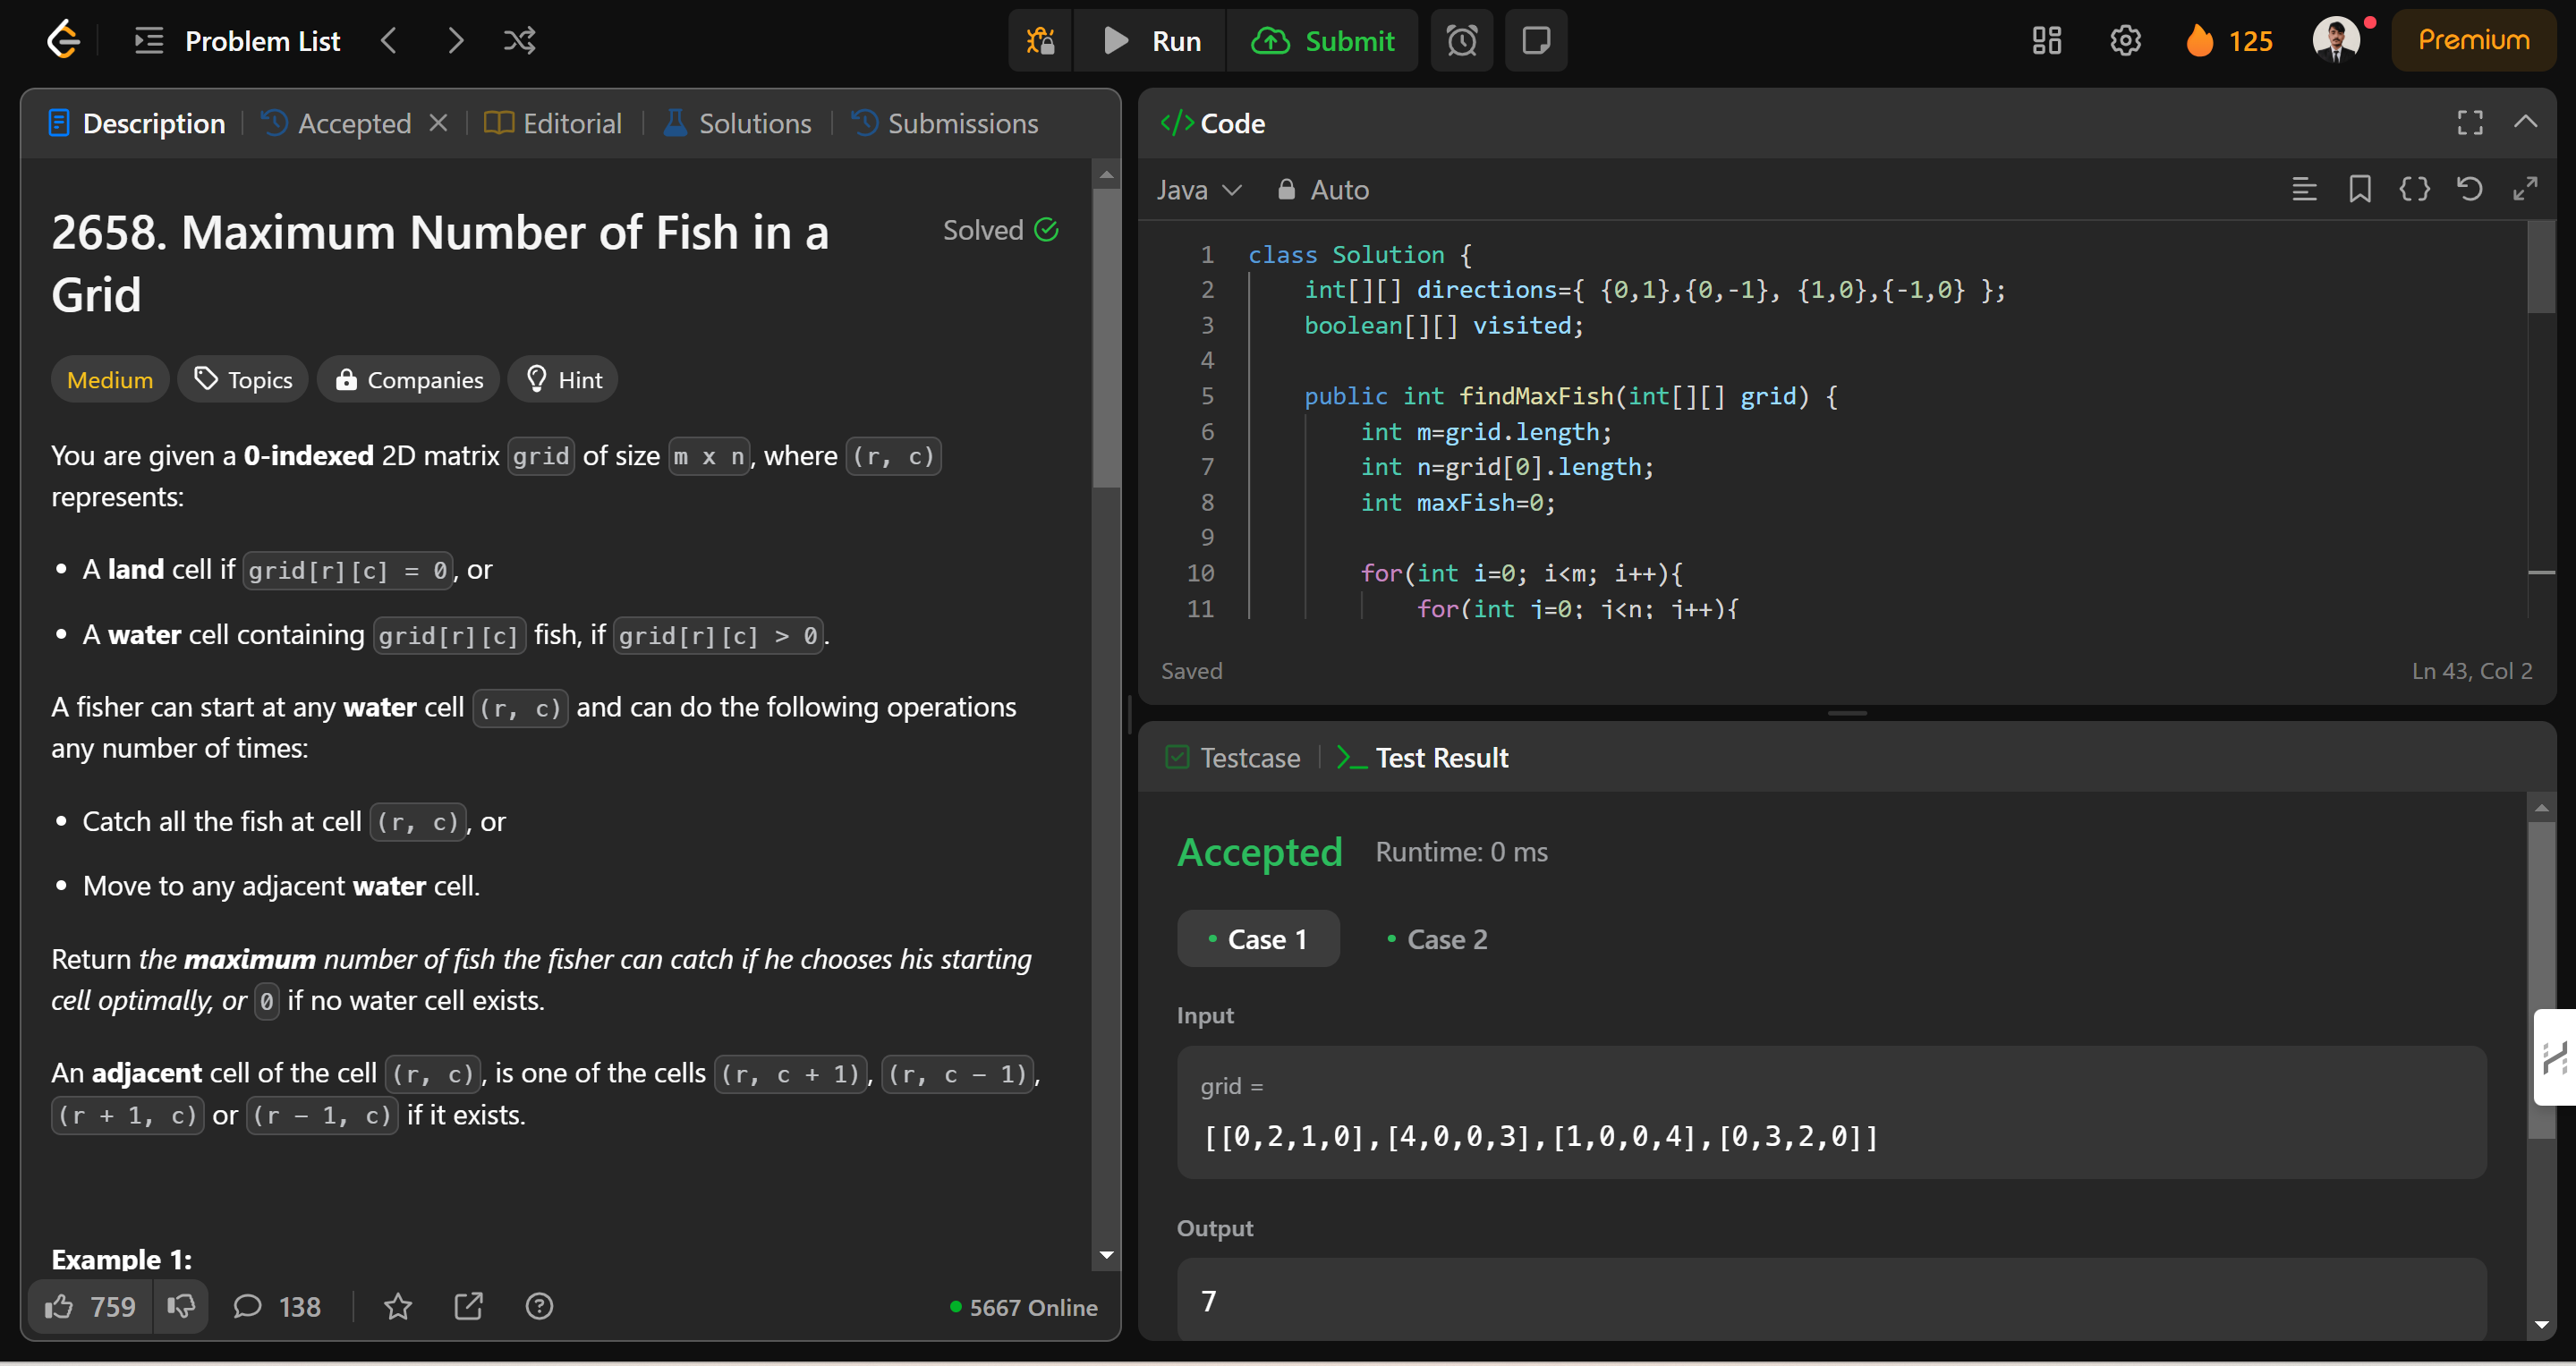 Problem List
Run
Submit
125
Premium
Description
Accepted
Editorial
Solutions
Submissions
2658. Maximum Number of Fish in a
Grid
Solved
Medium
Topics
Companies
Hint
You are given a 0-indexed 2D matrix grid of size m x n, where (r, c)
represents:
• A land cell if grid[r][c] = 0, or
• A water cell containing grid[r][c] fish, if grid[r][c] > 0.
A fisher can start at any water cell (r, c) and can do the following operations
any number of times:
• Catch all the fish at cell (r, c), or
• Move to any adjacent water cell.
Return the maximum number of fish the fisher can catch if he chooses his starting
cell optimally, or 0 if no water cell exists.
An adjacent cell of the cell (r, c), is one of the cells (r, c + 1), (r, c - 1),
(r + 1, c) or (r - 1, c) if it exists.
Example 1:
759
138
5667 Online
</> Code
Java
Auto
1 class Solution {
2 int[][] directions={ {0,1},{0,-1}, {1,0},{-1,0} };
3 boolean[][] visited;
4
5 public int findMaxFish(int[][] grid) {
6 int m=grid.length;
7 int n=grid[0].length;
8 int maxFish=0;
9
10 for(int i=0; i<m; i++){
11 for(int j=0; j<n; j++){
Saved
Ln 43, Col 2
Testcase
Test Result
Accepted
Runtime: 0 ms
• Case 1
• Case 2
Input
grid =
[[0,2,1,0],[4,0,0,3],[1,0,0,4],[0,3,2,0]]
Output
7